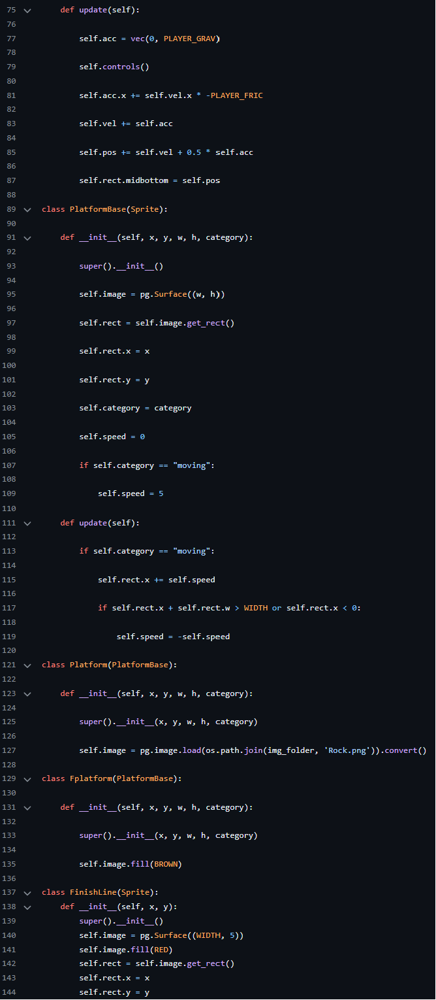 75 def update(self):
76
77 self.acc = vec(0, PLAYER_GRAV)
78
79 self.controls()
80
81 self.acc.x += self.vel.x * -PLAYER_FRIC
82
83 self.vel += self.acc
84
85 self.pos += self.vel + 0.5 * self.acc
86
87 self.rect.midbottom = self.pos
88
89 class PlatformBase(Sprite):
90
91 def __init__(self, x, y, w, h, category):
92
93 super().__init__()
94
95 self.image = pg.Surface((w, h))
96
97 self.rect = self.image.get_rect()
98
99 self.rect.x = x
100
101 self.rect.y = y
102
103 self.category = category
104
105 self.speed = 0
106
107 if self.category == "moving":
108
109 self.speed = 5
110
111 def update(self):
112
113 if self.category == "moving":
114
115 self.rect.x += self.speed
116
117 if self.rect.x + self.rect.w > WIDTH or self.rect.x < 0:
118
119 self.speed = -self.speed
120
121 class Platform(PlatformBase):
122
123 def __init__(self, x, y, w, h, category):
124
125 super().__init__(x, y, w, h, category)
126
127 self.image = pg.image.load(os.path.join(img_folder, 'Rock.png')).convert()
128
129 class Fplatform(PlatformBase):
130
131 def __init__(self, x, y, w, h, category):
132
133 super().__init__(x, y, w, h, category)
134
135 self.image.fill(BROWN)
136
137 class FinishLine(Sprite):
138 def __init__(self, x, y):
139 super().__init__()
140 self.image = pg.Surface((WIDTH, 5))
141 self.image.fill(RED)
142 self.rect = self.image.get_rect()
143 self.rect.x = x
144 self.rect.y = y